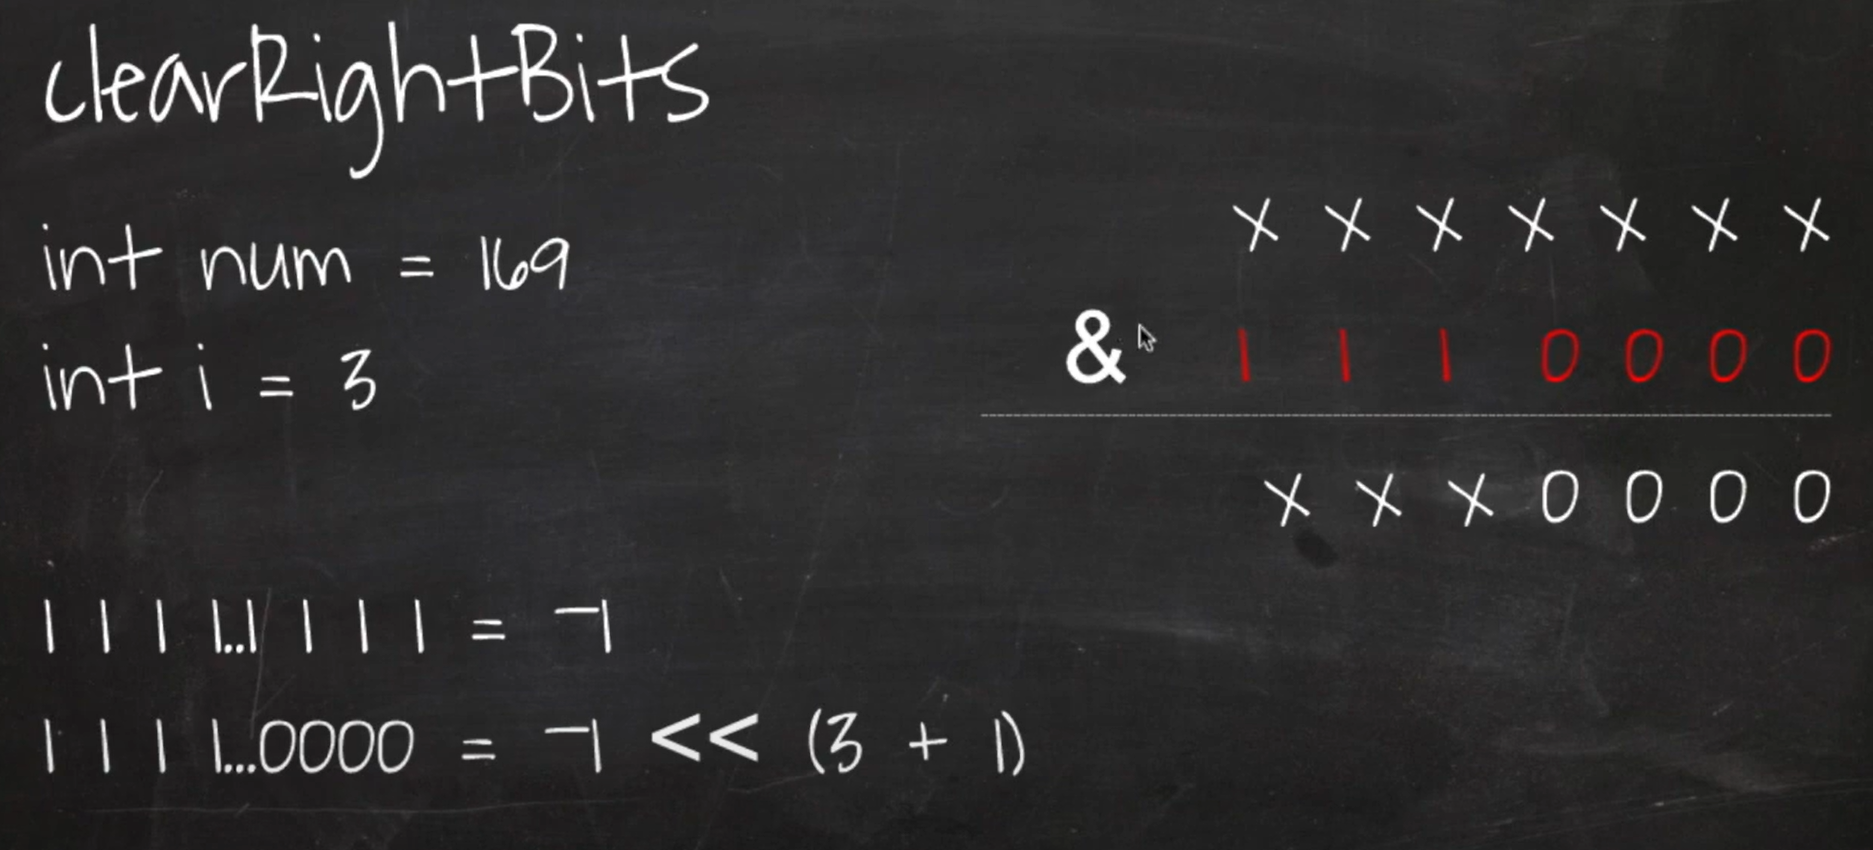 clearRightBits
int num = 169
int i = 3
x x x x x x x
& 1 1 1 0 0 0 0
x x x 0 0 0 0
1 1 1 1..1 1 1 1 = -1
1 1 1 1...0000 = -1 << (3 + 1)